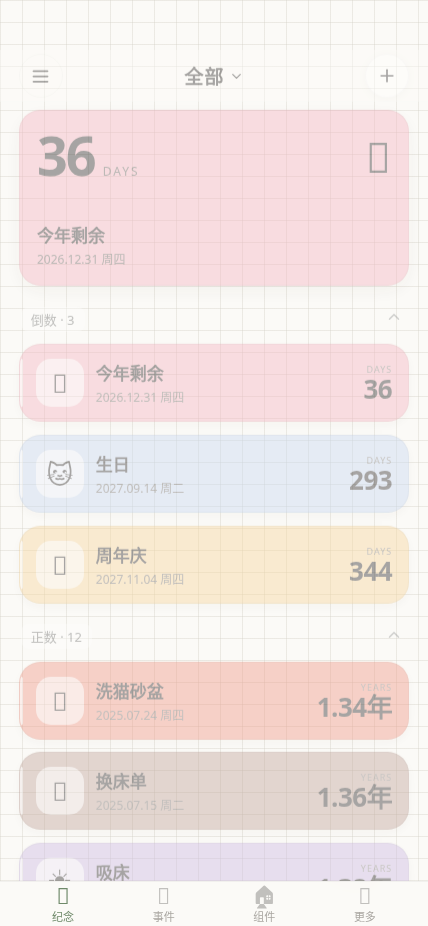 全部
36 DAYS
今年剩余
2026.12.31 周四
倒数 · 3
今年剩余
2026.12.31 周四
DAYS
36
生日
2027.09.14 周二
DAYS
293
周年庆
2027.11.04 周四
DAYS
344
正数 · 12
洗猫砂盆
2025.07.24 周四
YEARS
1.34年
换床单
2025.07.15 周二
YEARS
1.36年
吸床
YEARS
纪念
事件
组件
更多